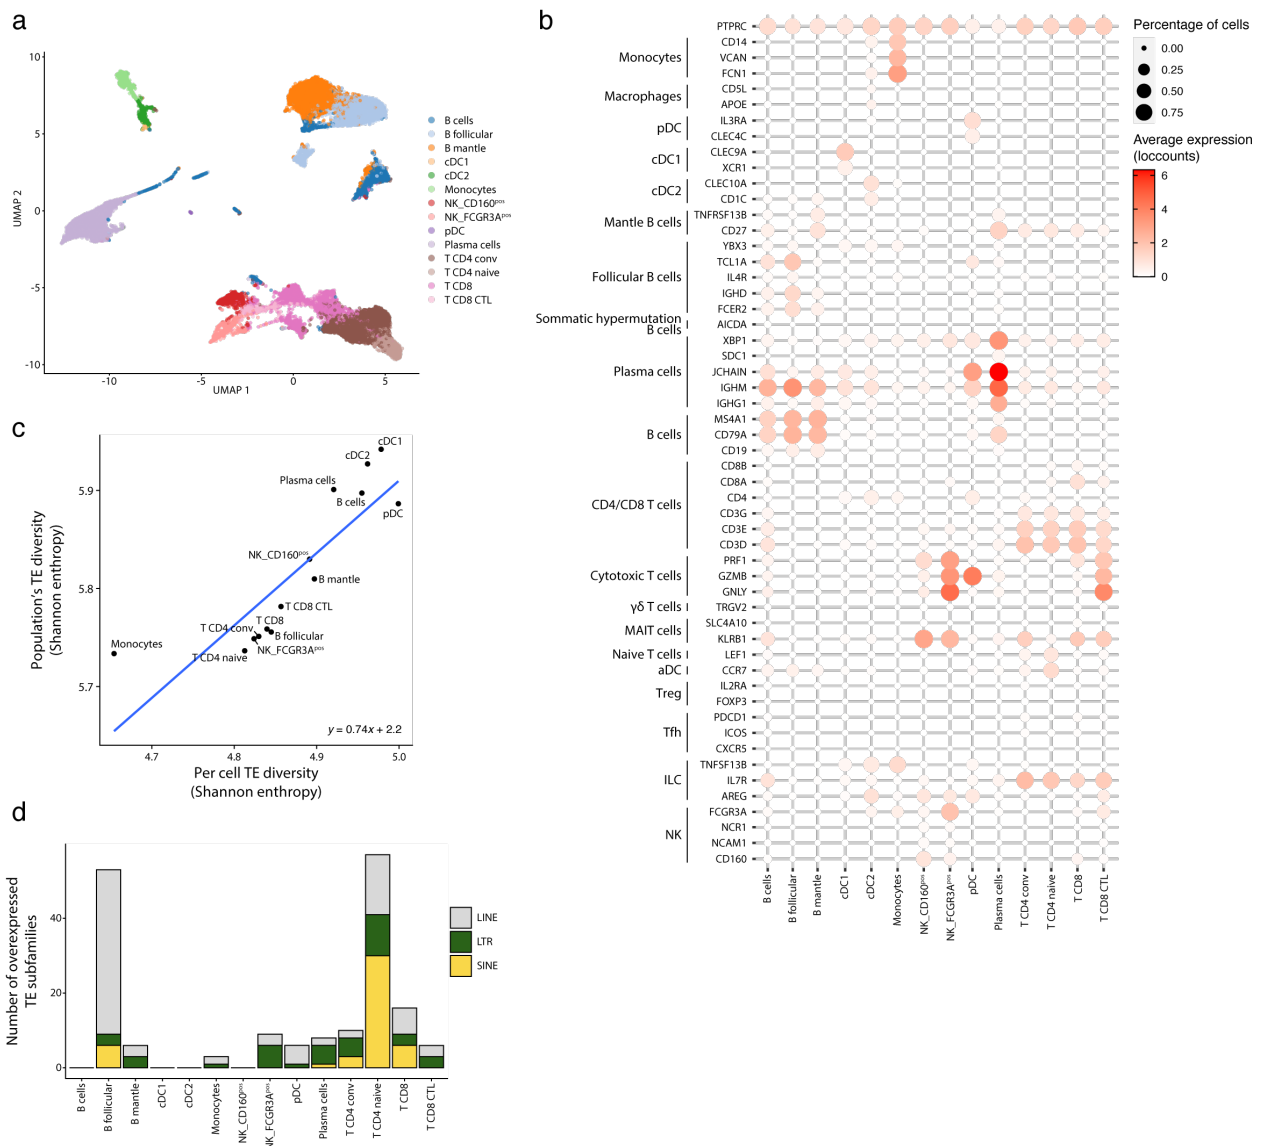 a
10
5
0
-5
-10
-10
-5
0
5
UMAP 2
UMAP 1
B cells
B follicular
B mantle
cDC1
cDC2
Monocytes
NK_CD160pos
NK_FCGR3Apos
pDC
Plasma cells
T CD4 conv
T CD4 naive
T CD8
T CD8 CTL
b
PTPRC
Monocytes
CD14
VCAN
FCN1
Macrophages
CD5L
APOE
pDC
IL3RA
CLEC4C
cDC1
CLEC9A
XCR1
cDC2
CLEC10A
CD1C
Mantle B cells
TNFRSF13B
CD27
Follicular B cells
YBX3
TCL1A
IL4R
IGHD
FCER2
Sommatic hypermutation
B cells
AICDA
Plasma cells
XBP1
SDC1
JCHAIN
IGHM
IGHG1
B cells
MS4A1
CD79A
CD19
CD4/CD8 T cells
CD8B
CD8A
CD4
CD3G
CD3E
CD3D
Cytotoxic T cells
PRF1
GZMB
GNLY
γδ T cells
TRGV2
MAIT cells
SLC4A10
KLRB1
Naive T cells
LEF1
aDC
CCR7
Treg
IL2RA
FOXP3
Tfh
PDCD1
ICOS
CXCR5
ILC
TNFSF13B
IL7R
AREG
NK
FCGR3A
NCR1
NCAM1
CD160
B cells
B follicular
B mantle
cDC1
cDC2
Monocytes
NK_CD160pos
NK_FCGR3Apos
pDC
Plasma cells
T CD4 conv
T CD4 naive
T CD8
T CD8 CTL
Percentage of cells
0.00
0.25
0.50
0.75
Average expression
(loccounts)
6
4
2
0
c
Population's TE diversity
(Shannon enthropy)
5.9
5.8
5.7
4.7
4.8
4.9
5.0
Per cell TE diversity
(Shannon enthropy)
cDC1
cDC2
Plasma cells
B cells
pDC
NK_CD160pos
B mantle
T CD8 CTL
T CD8
T CD4 conv
B follicular
NK_FCGR3Apos
T CD4 naive
Monocytes
y = 0.74x + 2.2
d
Number of overexpressed
TE subfamilies
40
20
0
LINE
LTR
SINE
B cells
B follicular
B mantle
cDC1
cDC2
Monocytes
NK_CD160pos
NK_FCGR3Apos
pDC
Plasma cells
T CD4 conv
T CD4 naive
T CD8
T CD8 CTL